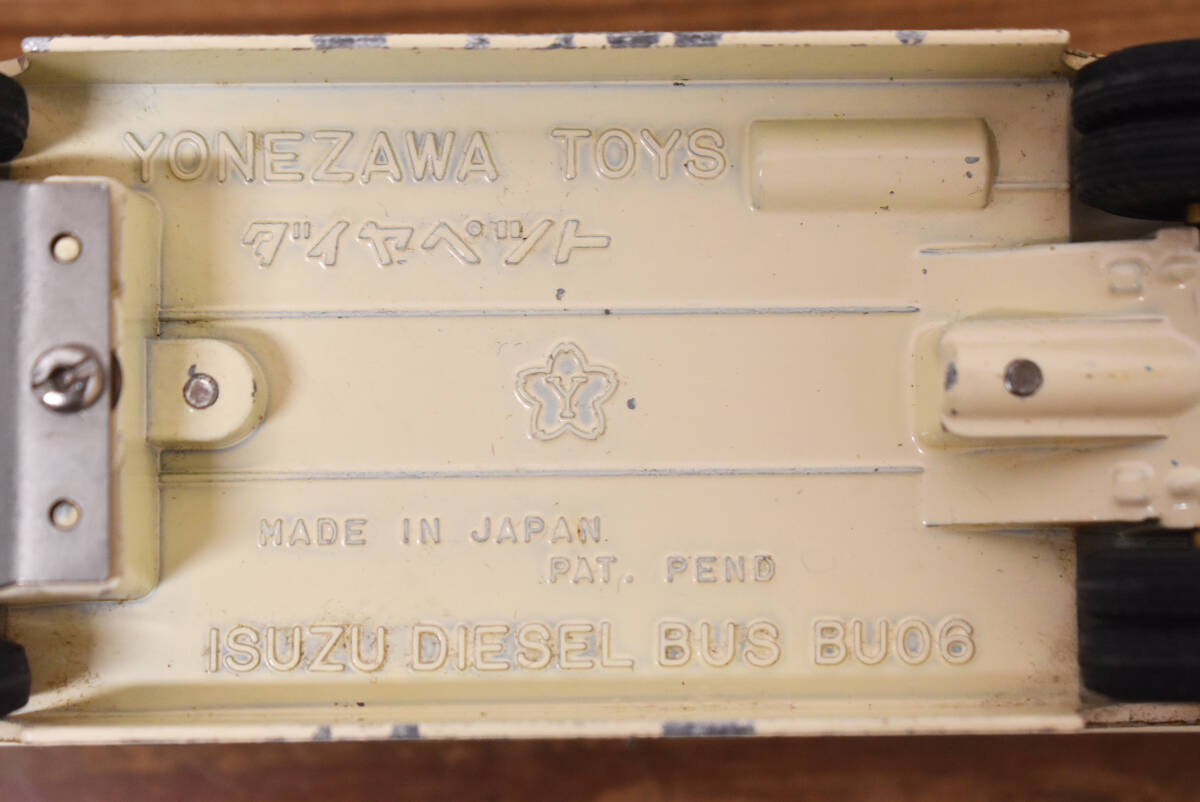 YONEZAWA TOYS
ダイヤペット
Y
MADE IN JAPAN
PAT. PEND
ISUZU DIESEL BUS BU06